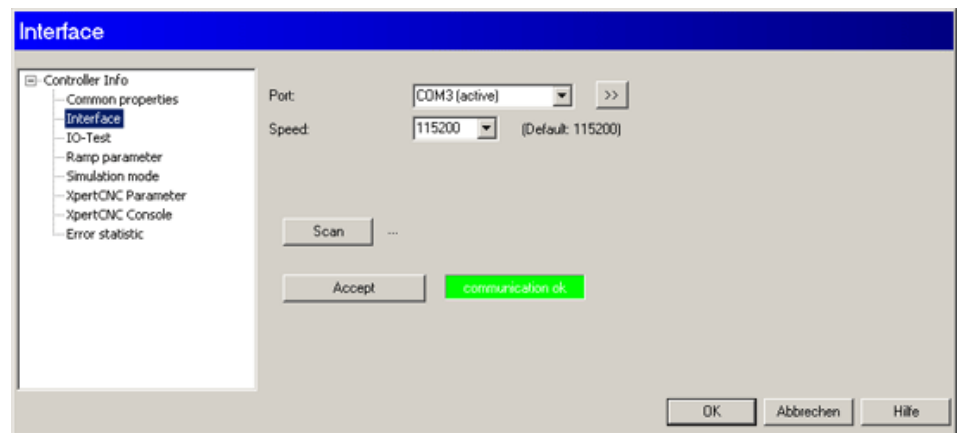 Interface
Controller Info
Common properties
Interface
IO-Test
Ramp parameter
Simulation mode
XpertCNC Parameter
XpertCNC Console
Error statistic
Port: COM3 (active) >>
Speed: 115200 (Default: 115200)
Scan ...
Accept communication ok
OK Abbrechen Hilfe